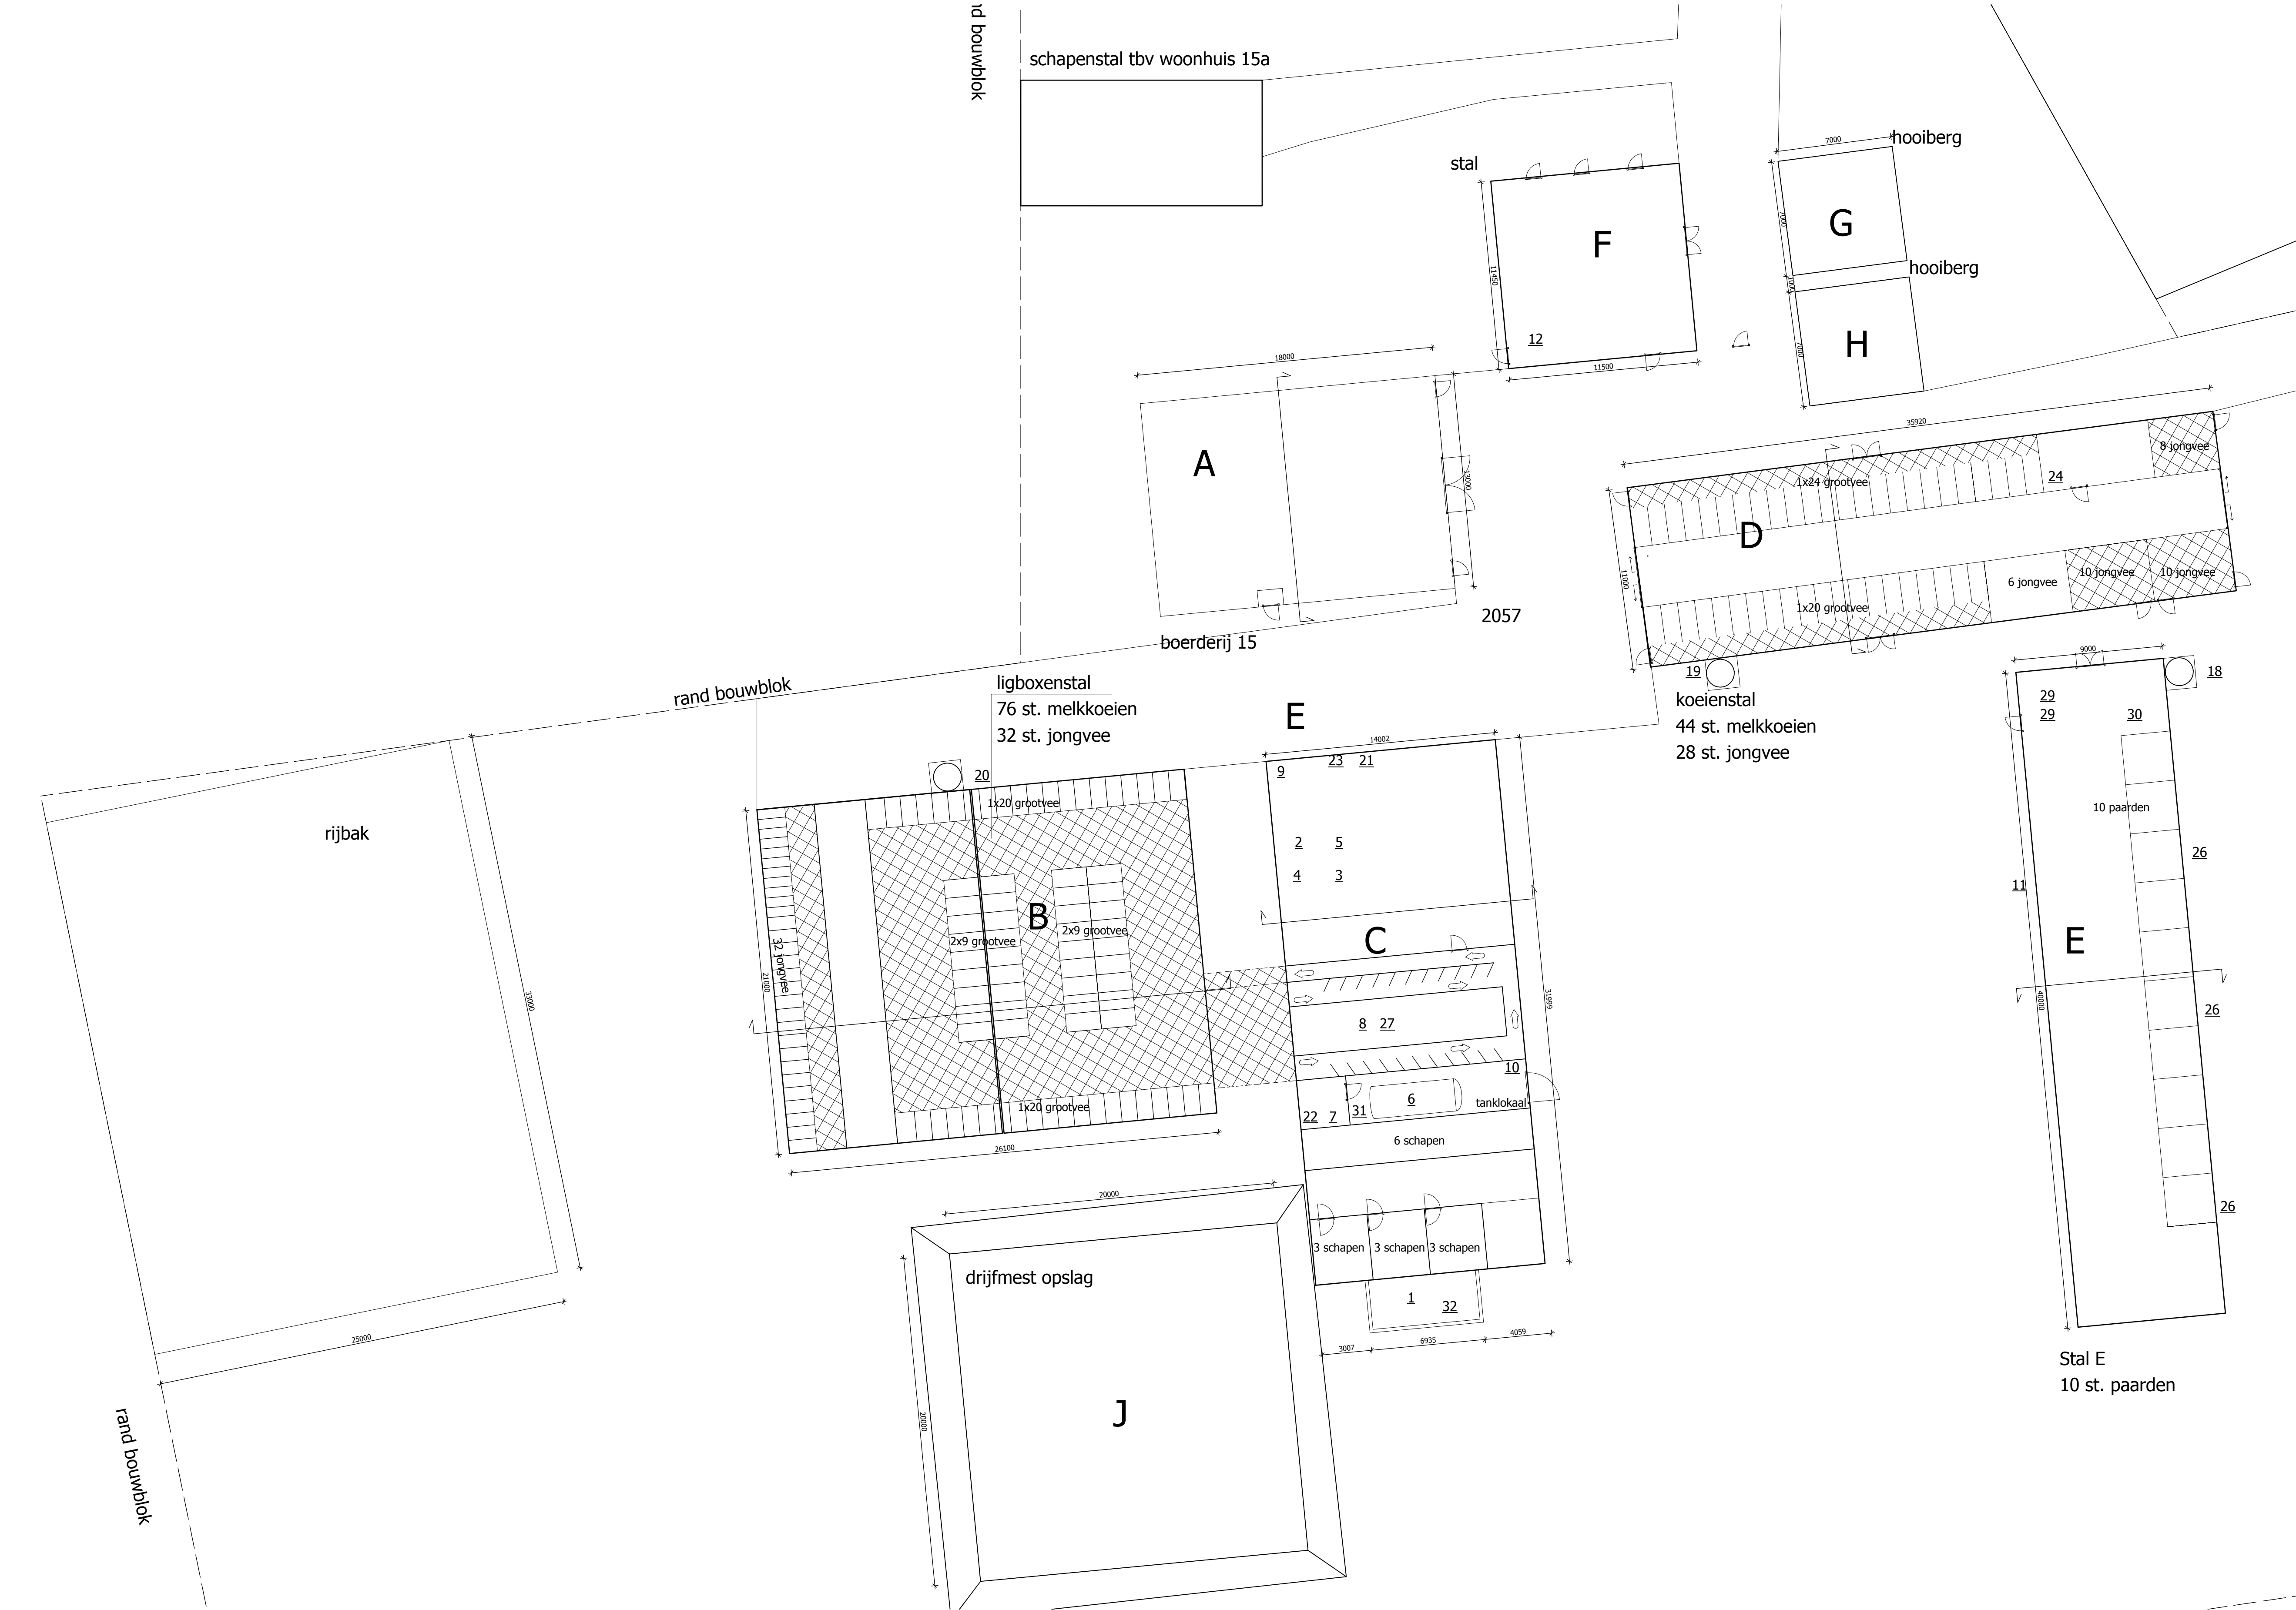 nd bouwblok
schapenstal tbv woonhuis 15a
stal
F
12
11450
11500
7000
hooiberg
G
7000
1000
hooiberg
H
7000
18000
A
13000
boerderij 15
2057
35920
8 jongvee
1x24 grootvee
24
D
11000
6 jongvee
10 jongvee
10 jongvee
1x20 grootvee
19
koeienstal
44 st. melkkoeien
28 st. jongvee
rand bouwblok
ligboxenstal
76 st. melkkoeien
32 st. jongvee
E
rijbak
33000
25000
rand bouwblok
20
1x20 grootvee
B
2x9 grootvee
2x9 grootvee
32 jongvee
21000
1x20 grootvee
26100
14002
9
23
21
2
5
4
3
C
31999
8
27
10
22
7
31
6
tanklokaal
6 schapen
3 schapen
3 schapen
3 schapen
1
32
3007
6935
4059
20000
drijfmest opslag
20000
J
9000
18
29
29
30
10 paarden
26
11
E
40000
26
26
Stal E
10 st. paarden